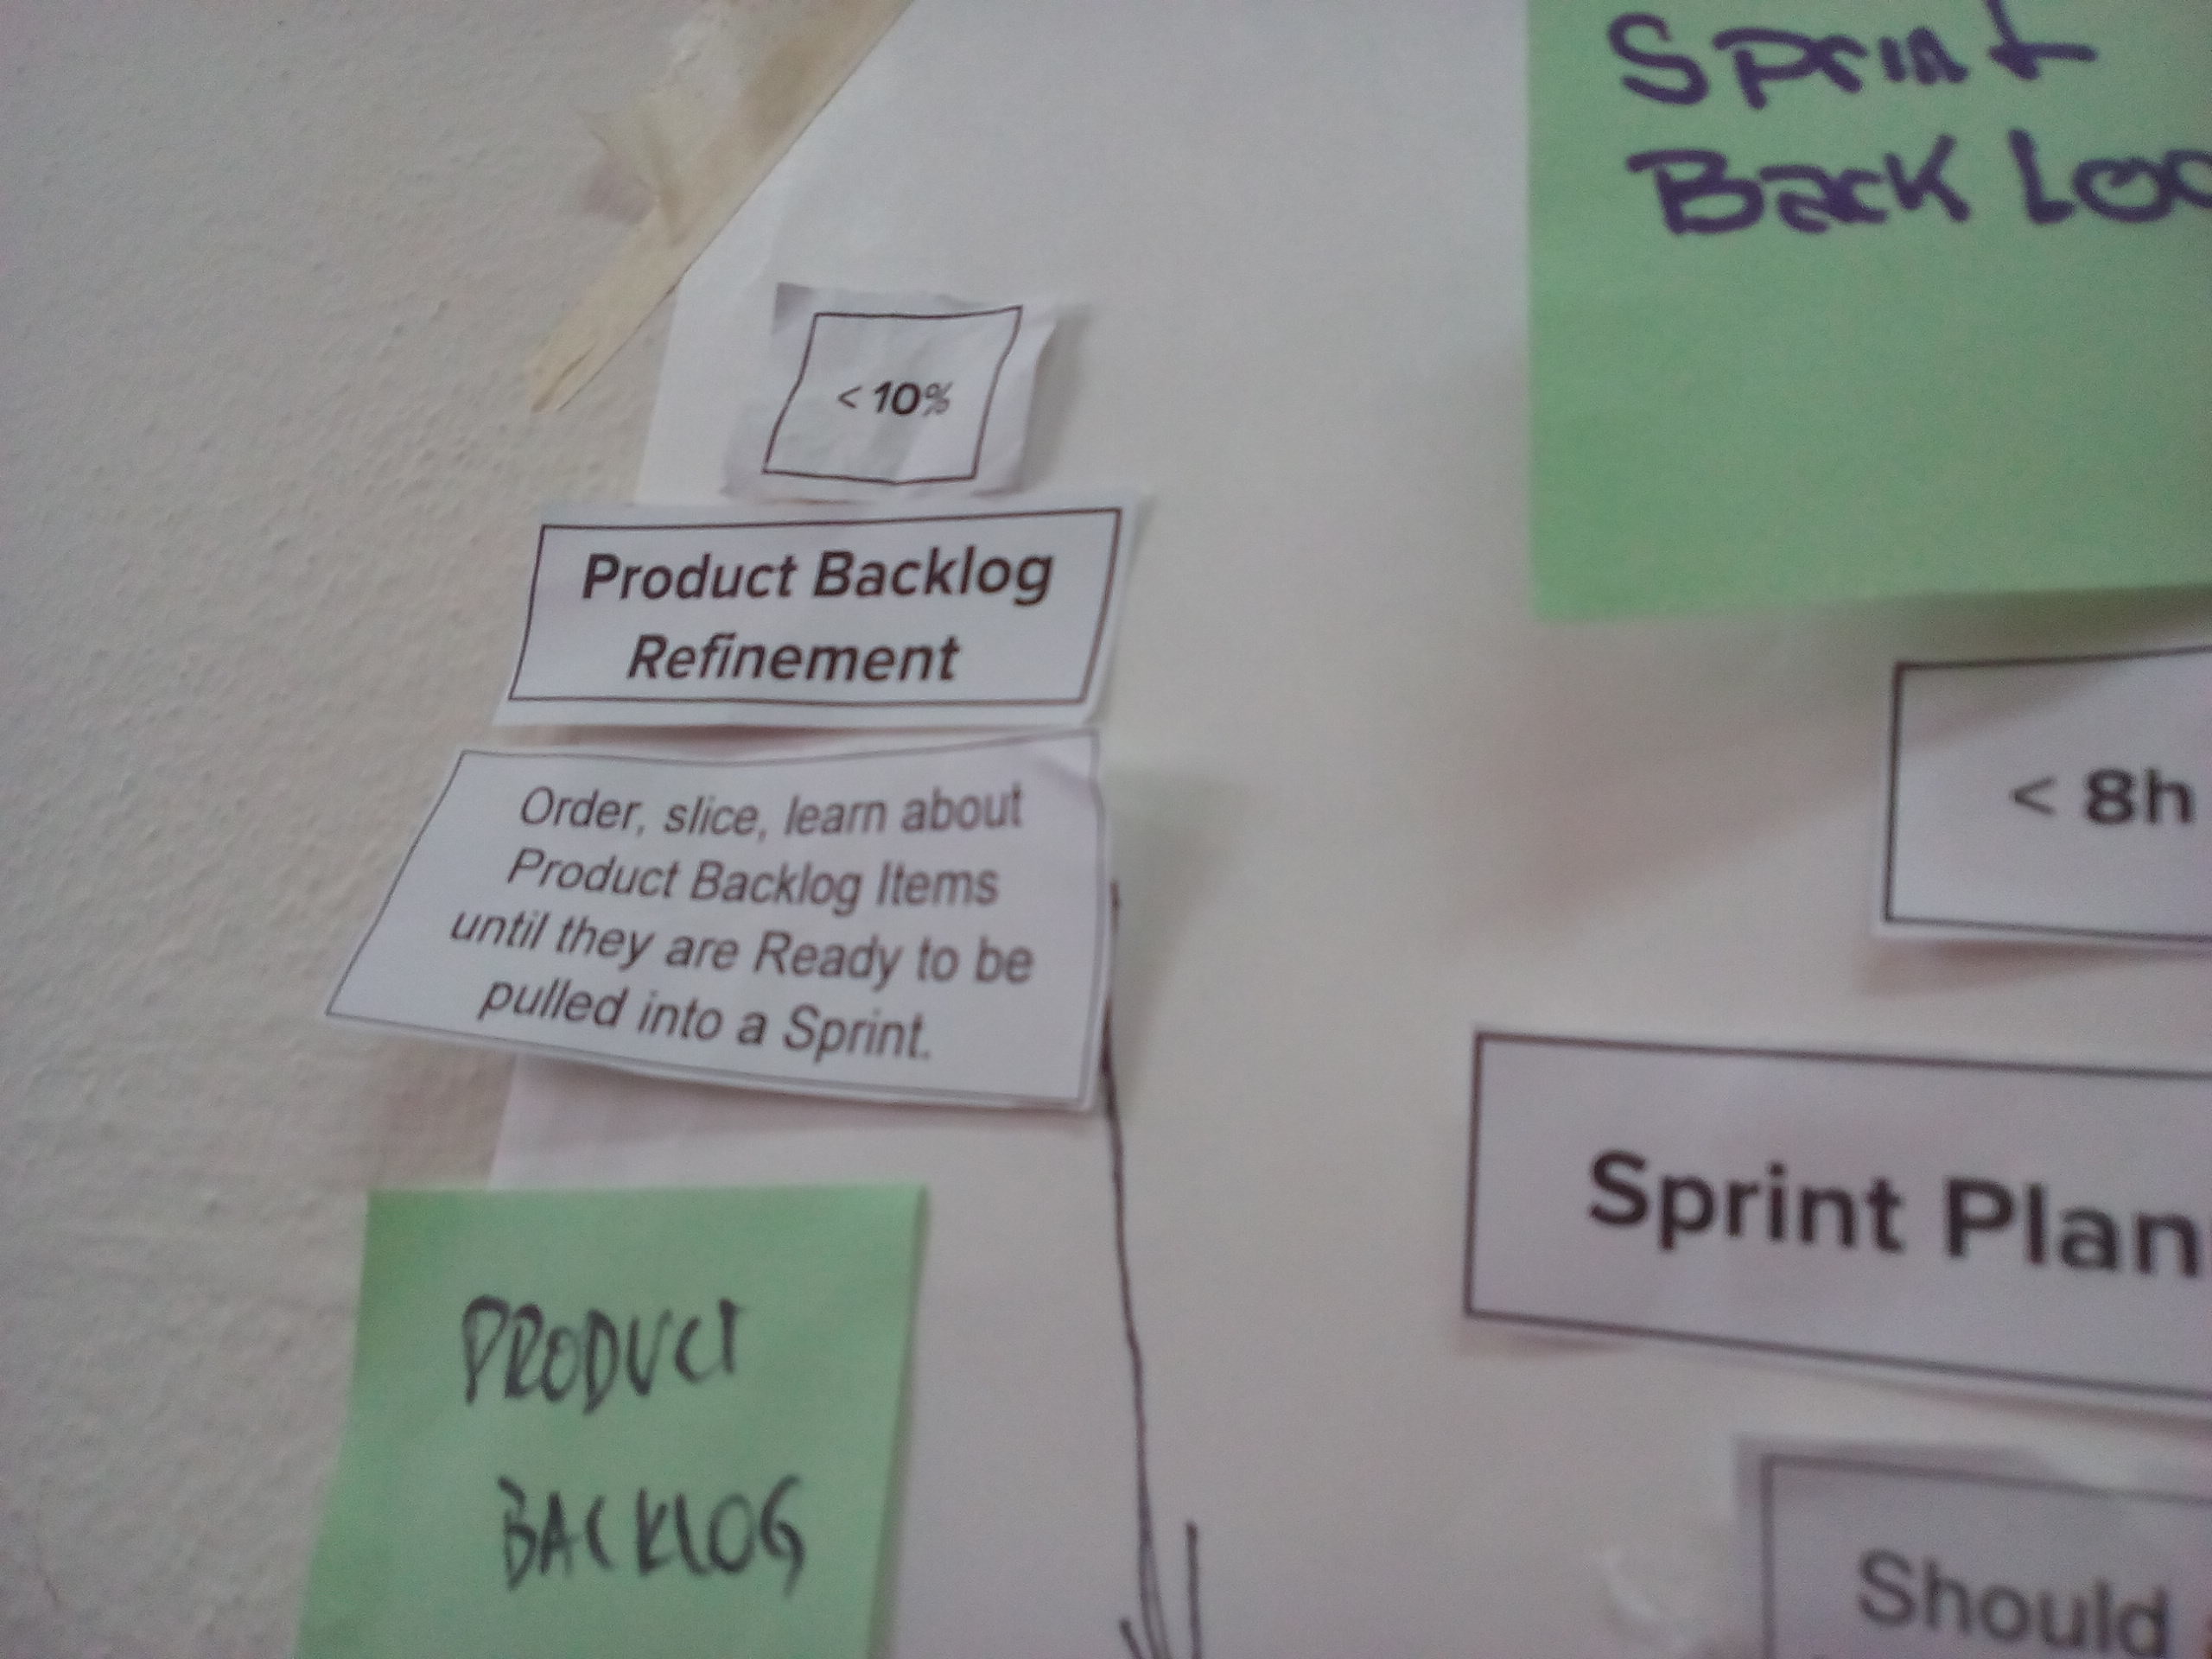 Sprint
Back Log
< 10%
Product Backlog
Refinement
Order, slice, learn about
Product Backlog Items
until they are Ready to be
pulled into a Sprint.
< 8h
Sprint Plan
Should
PRODUCT
BACKLOG